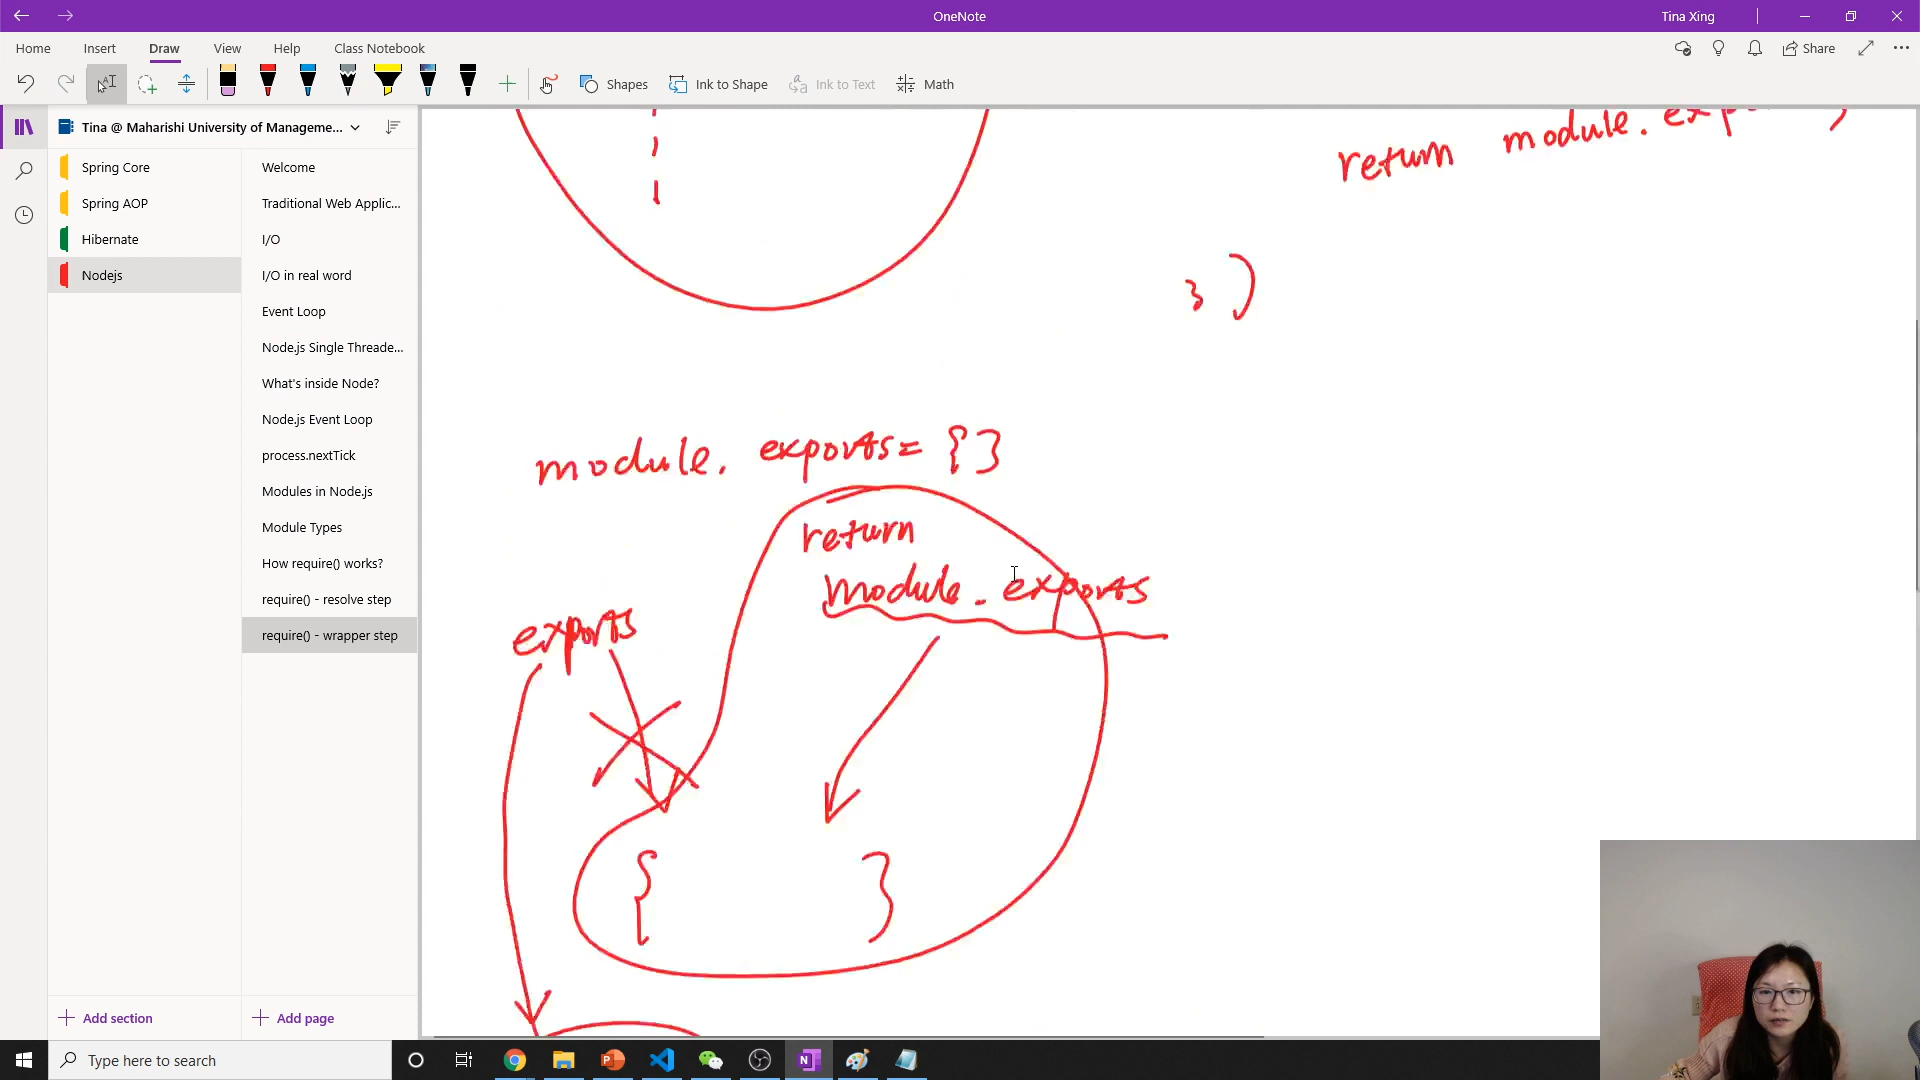 OneNote
Tina Xing
Home Insert Draw View Help Class Notebook
Share
Shapes Ink to Shape Ink to Text Math
Tina @ Maharishi University of Manageme...
Spring Core
Spring AOP
Hibernate
Nodejs
Add section
Welcome
Traditional Web Applic...
I/O
I/O in real word
Event Loop
Node.js Single Threade...
What's inside Node?
Node.js Event Loop
process.nextTick
Modules in Node.js
Module Types
How require() works?
require() - resolve step
require() - wrapper step
Add page
return module.
})
module. exports = {}
return
module. exports
exports
{ }
Type here to search